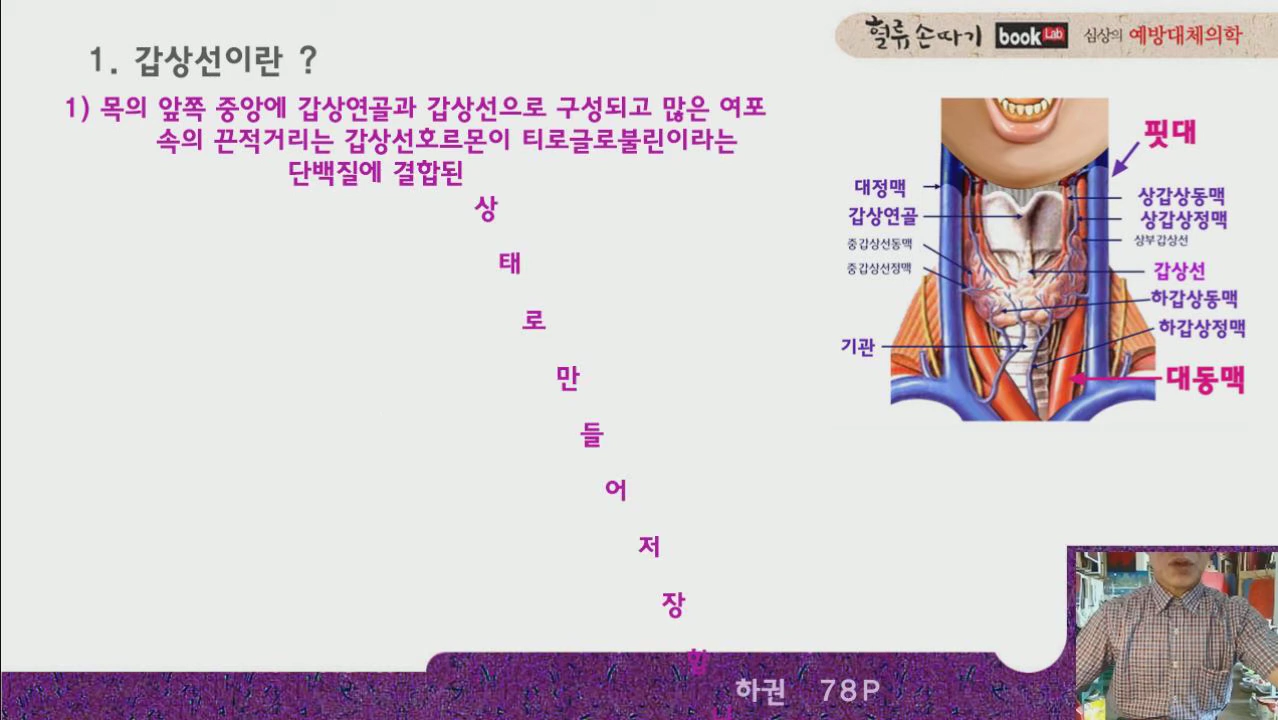 혈류 손따기 book Lab 심상의 예방대체의학
1. 갑상선이란 ?
1) 목의 앞쪽 중앙에 갑상연골과 갑상선으로 구성되고 많은 여포
속의 끈적거리는 갑상선호르몬이 티로글로불린이라는
단백질에 결합된
상
태
로
만
들
어
저
장
합
핏대
대정맥
상갑상동맥
갑상연골
상갑상정맥
중갑상선동맥
상부갑상선
중갑상선정맥
갑상선
하갑상동맥
하갑상정맥
기관
대동맥
하권 78P